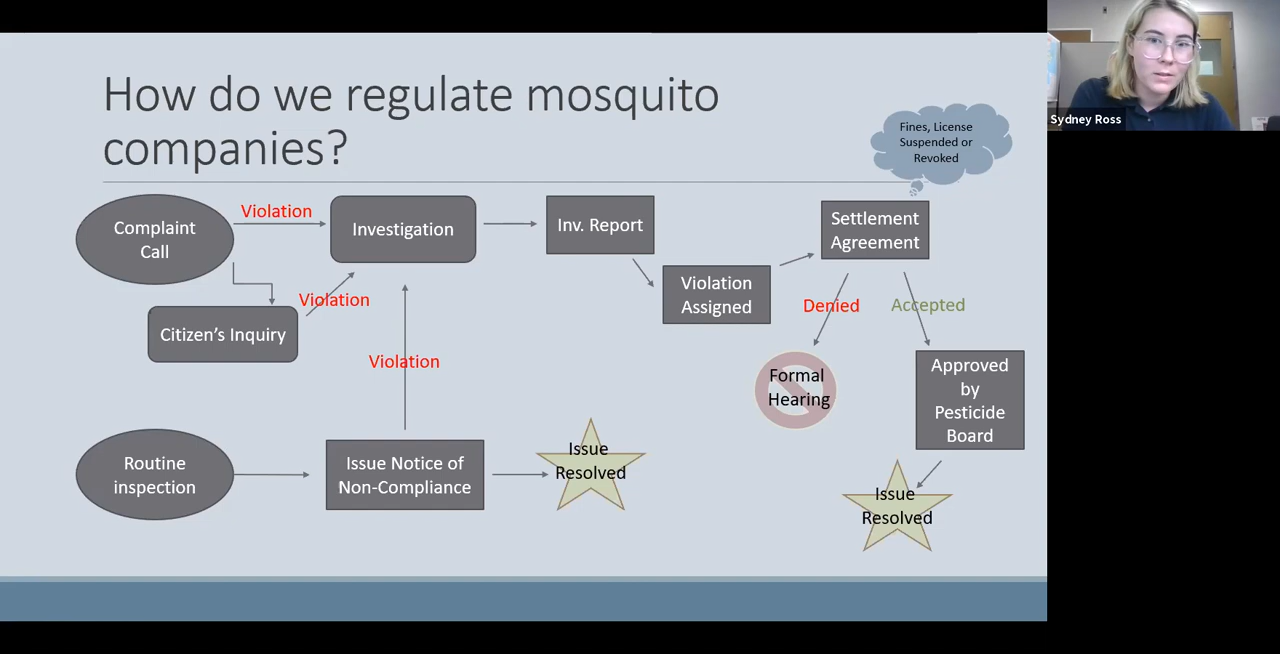 How do we regulate mosquito
companies?
Fines, License
Suspended or
Revoked
Sydney Ross
Complaint
Call
Violation
Investigation
Inv. Report
Settlement
Agreement
Violation
Assigned
Citizen's Inquiry
Violation
Violation
Denied
Accepted
Formal
Hearing
Approved
by
Pesticide
Board
Routine
inspection
Issue Notice of
Non-Compliance
Issue
Resolved
Issue
Resolved